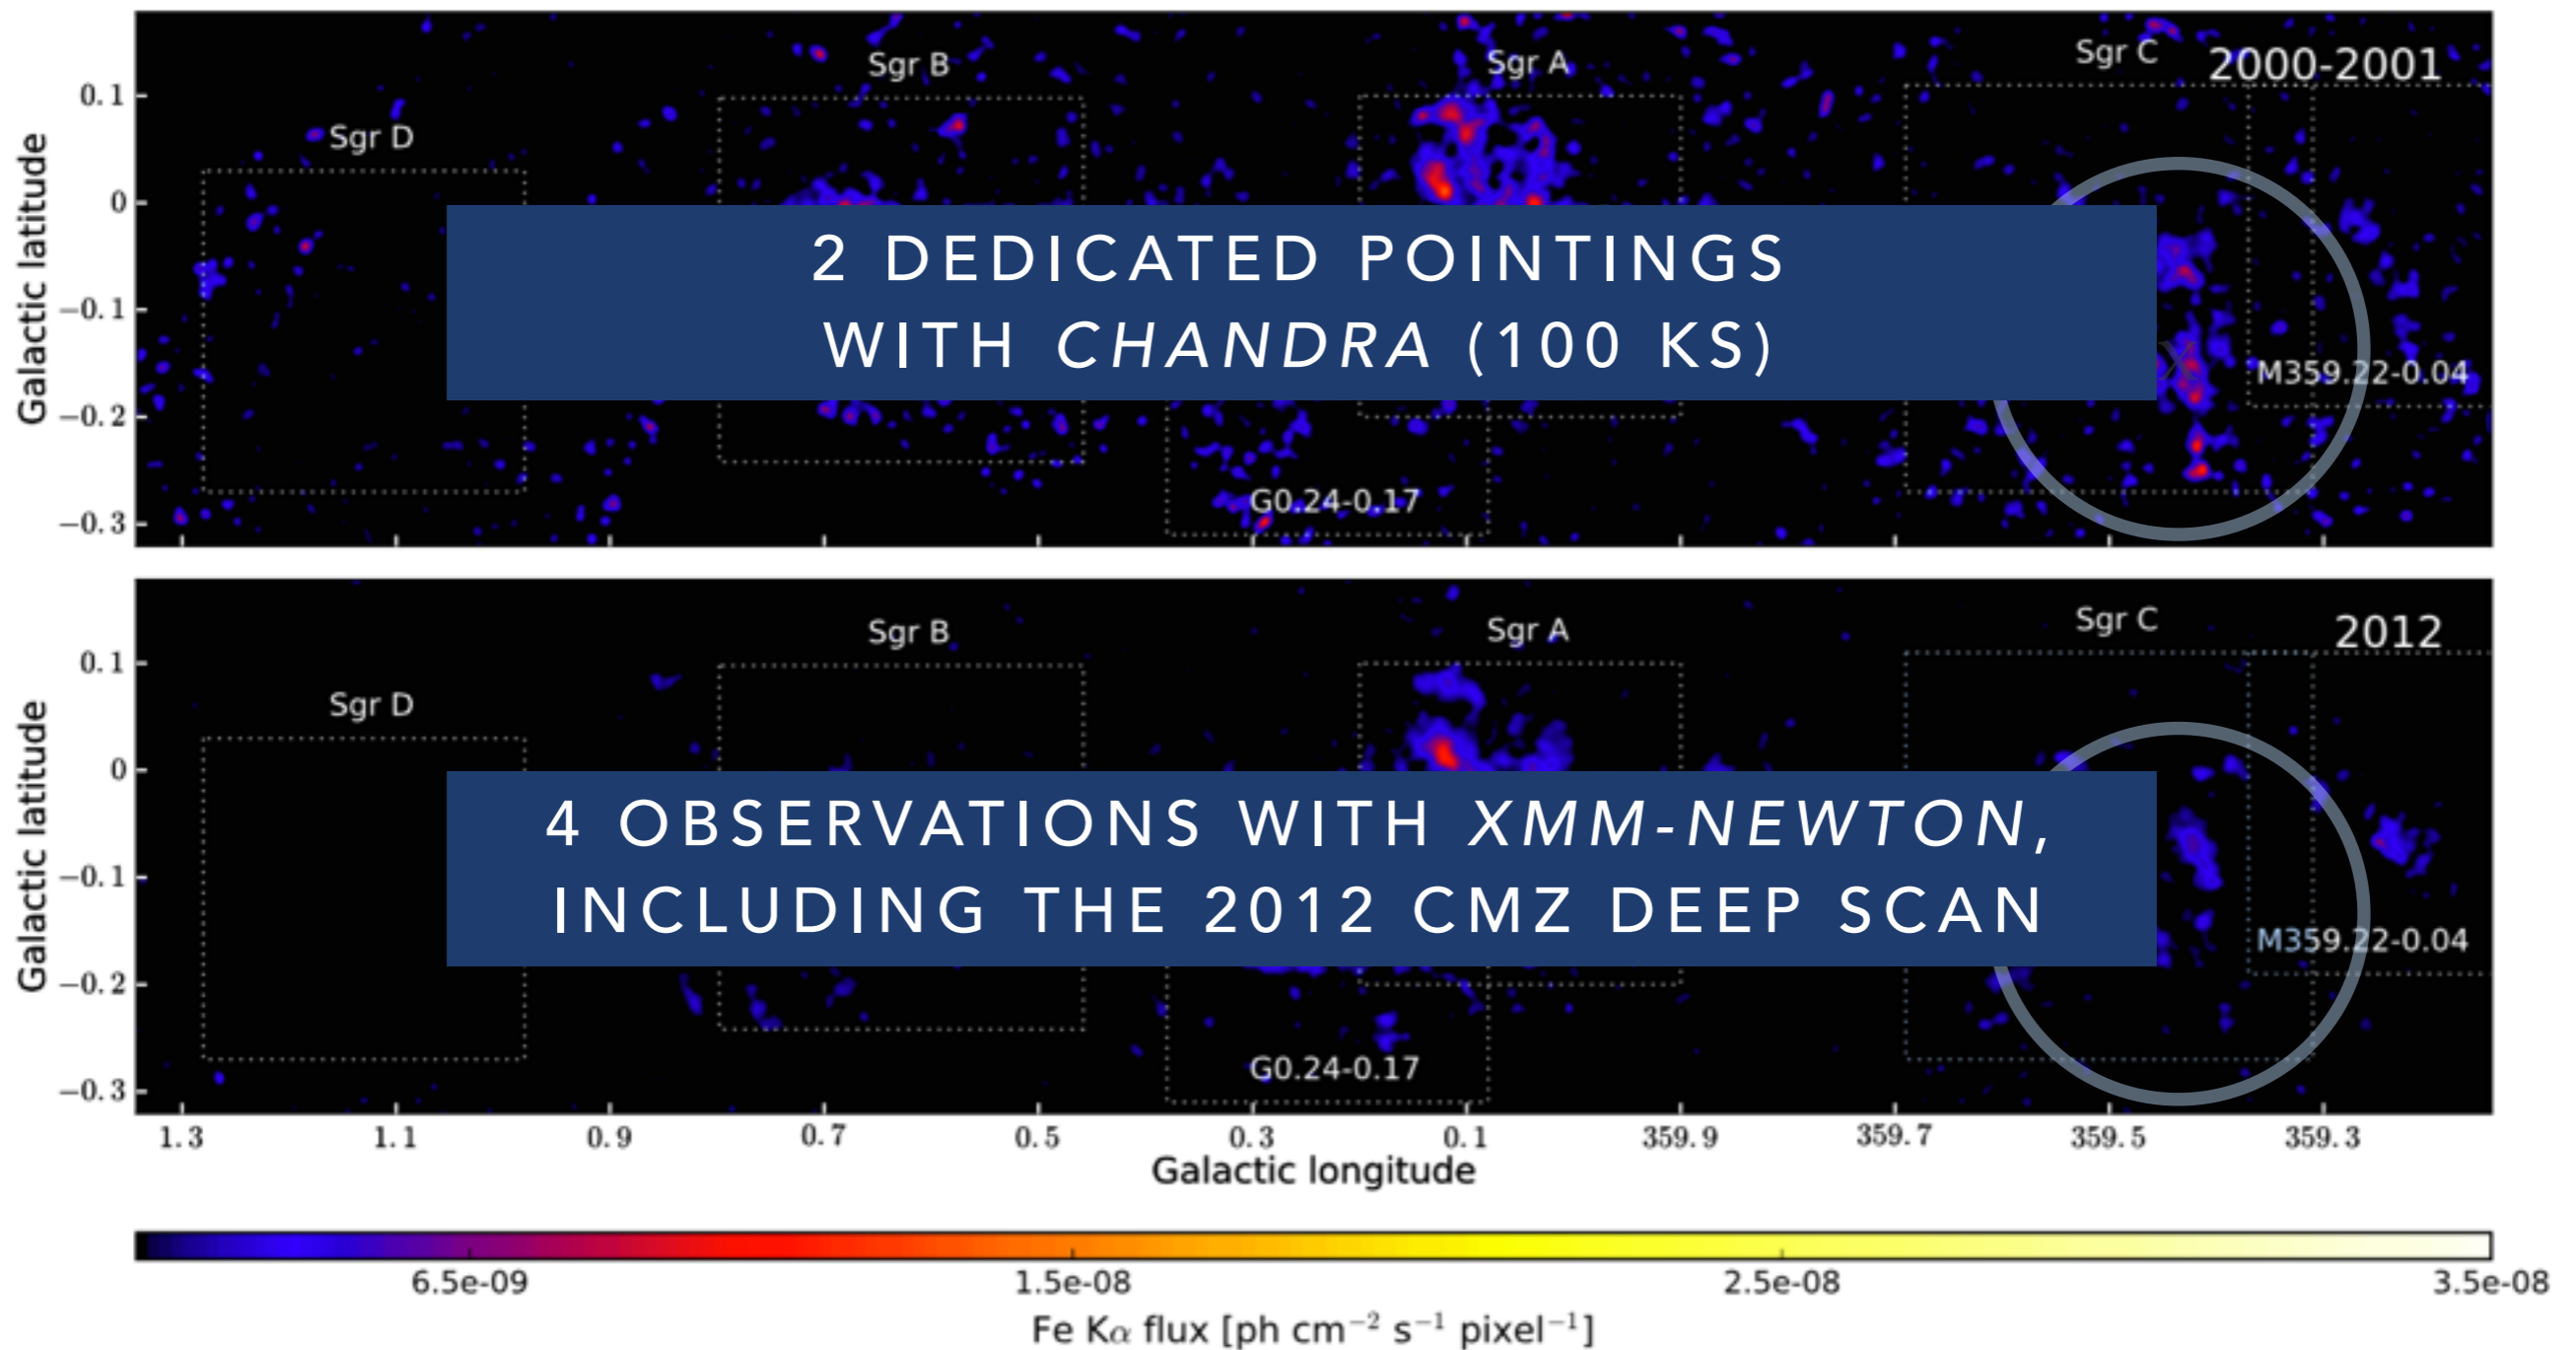 Sgr B
Sgr A
Sgr C
2000-2001
Sgr D
0.1
0
−0.1
−0.2
−0.3
Galactic latitude
2 DEDICATED POINTINGS
WITH CHANDRA (100 KS)
M359.22-0.04
G0.24-0.17
Sgr B
Sgr A
Sgr C
2012
Sgr D
0.1
0
−0.1
−0.2
−0.3
Galactic latitude
4 OBSERVATIONS WITH XMM-NEWTON,
INCLUDING THE 2012 CMZ DEEP SCAN
M359.22-0.04
G0.24-0.17
1.3 1.1 0.9 0.7 0.5 0.3 0.1 359.9 359.7 359.5 359.3
Galactic longitude
6.5e-09 1.5e-08 2.5e-08 3.5e-08
Fe Kα flux [ph cm⁻² s⁻¹ pixel⁻¹]